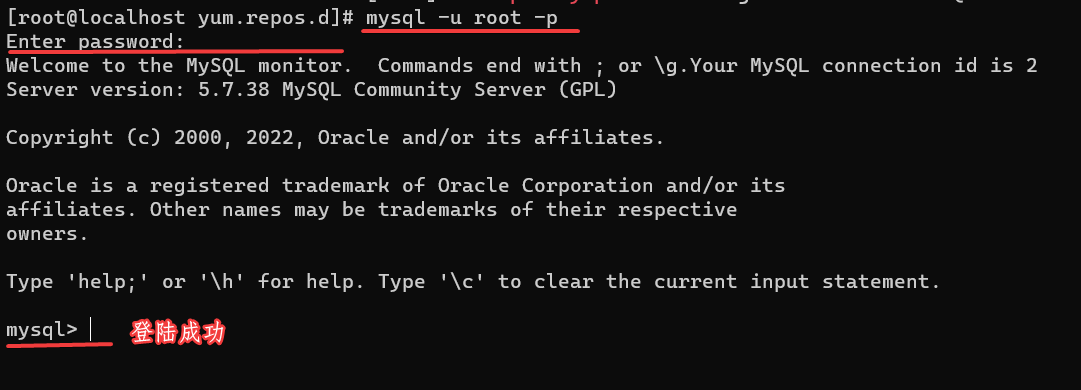 [root@localhost yum.repos.d]# mysql -u root -p
Enter password:
Welcome to the MySQL monitor.  Commands end with ; or \g.Your MySQL connection id is 2
Server version: 5.7.38 MySQL Community Server (GPL)
Copyright (c) 2000, 2022, Oracle and/or its affiliates.
Oracle is a registered trademark of Oracle Corporation and/or its
affiliates. Other names may be trademarks of their respective
owners.
Type 'help;' or '\h' for help. Type '\c' to clear the current input statement.
mysql> 登陆成功